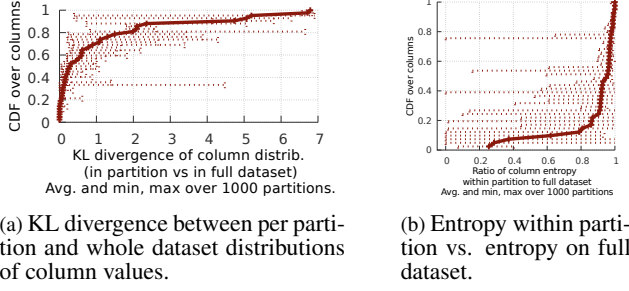 CDF over columns
1
0.8
0.6
0.4
0.2
0
0 1 2 3 4 5 6 7
KL divergence of column distrib.
(in partition vs in full dataset)
Avg. and min, max over 1000 partitions.
(a) KL divergence between per parti-
tion and whole dataset distributions
of column values.
CDF over columns
1
0.8
0.6
0.4
0.2
0
0 0.2 0.4 0.6 0.8 1
Ratio of column entropy
within partition to full dataset
Avg. and min, max over 1000 partitions
(b) Entropy within parti-
tion vs. entropy on full
dataset.